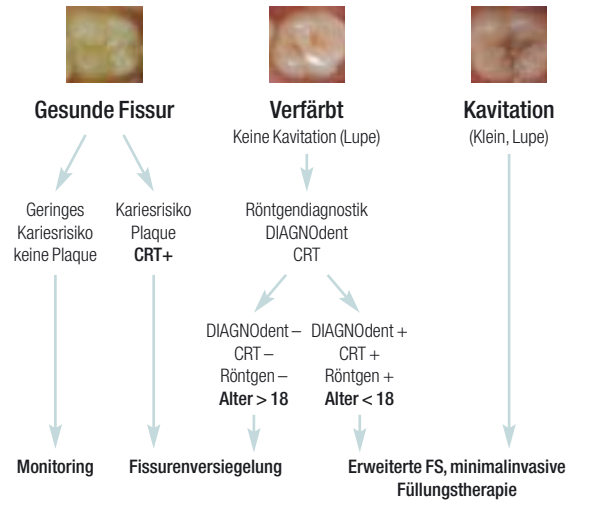 Gesunde Fissur
Verfärbt
Keine Kavitation (Lupe)
Kavitation
(Klein, Lupe)
Geringes
Kariesrisiko
keine Plaque
Kariesrisiko
Plaque
CRT+
Röntgendiagnostik
DIAGNOdent
CRT
DIAGNOdent –
CRT –
Röntgen –
Alter > 18
DIAGNOdent +
CRT +
Röntgen +
Alter < 18
Monitoring
Fissurenversiegelung
Erweiterte FS, minimalinvasive
Füllungstherapie